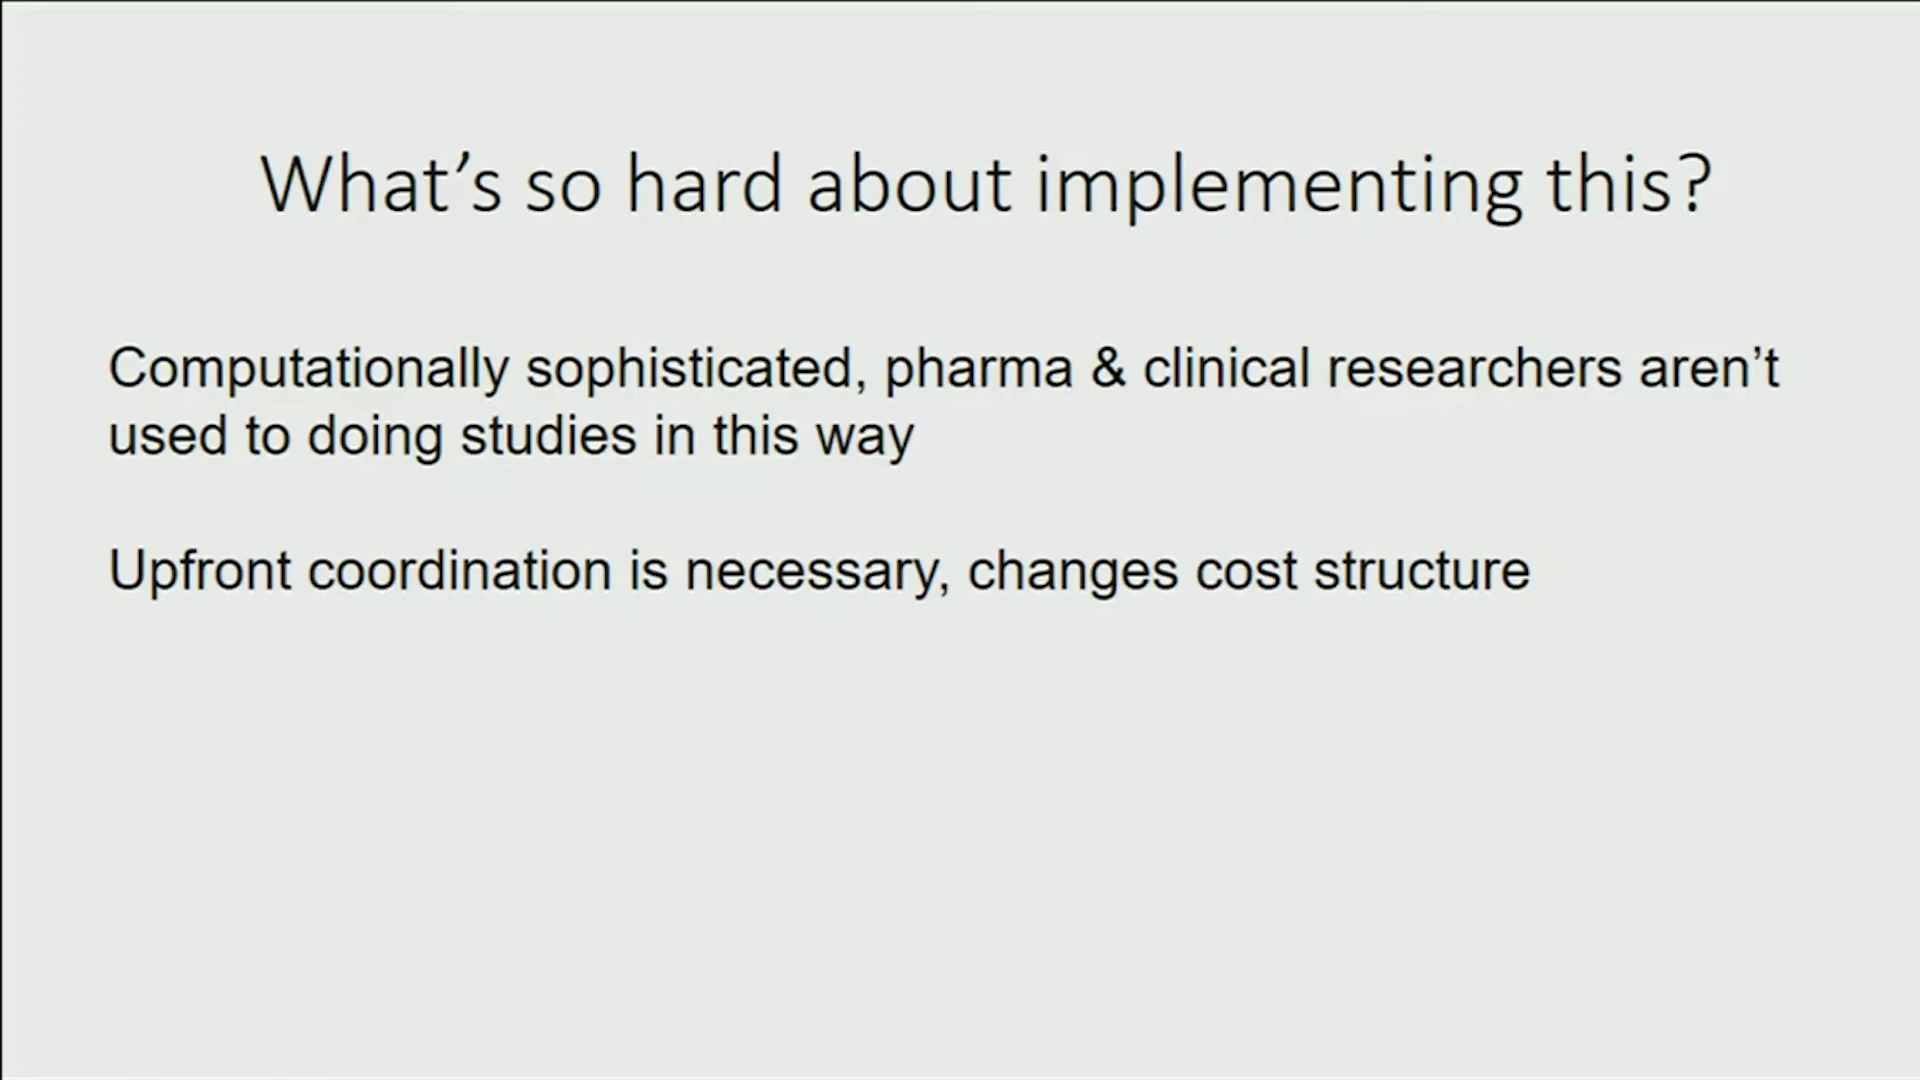 What’s so hard about implementing this?
Computationally sophisticated, pharma & clinical researchers aren’t
used to doing studies in this way
Upfront coordination is necessary, changes cost structure